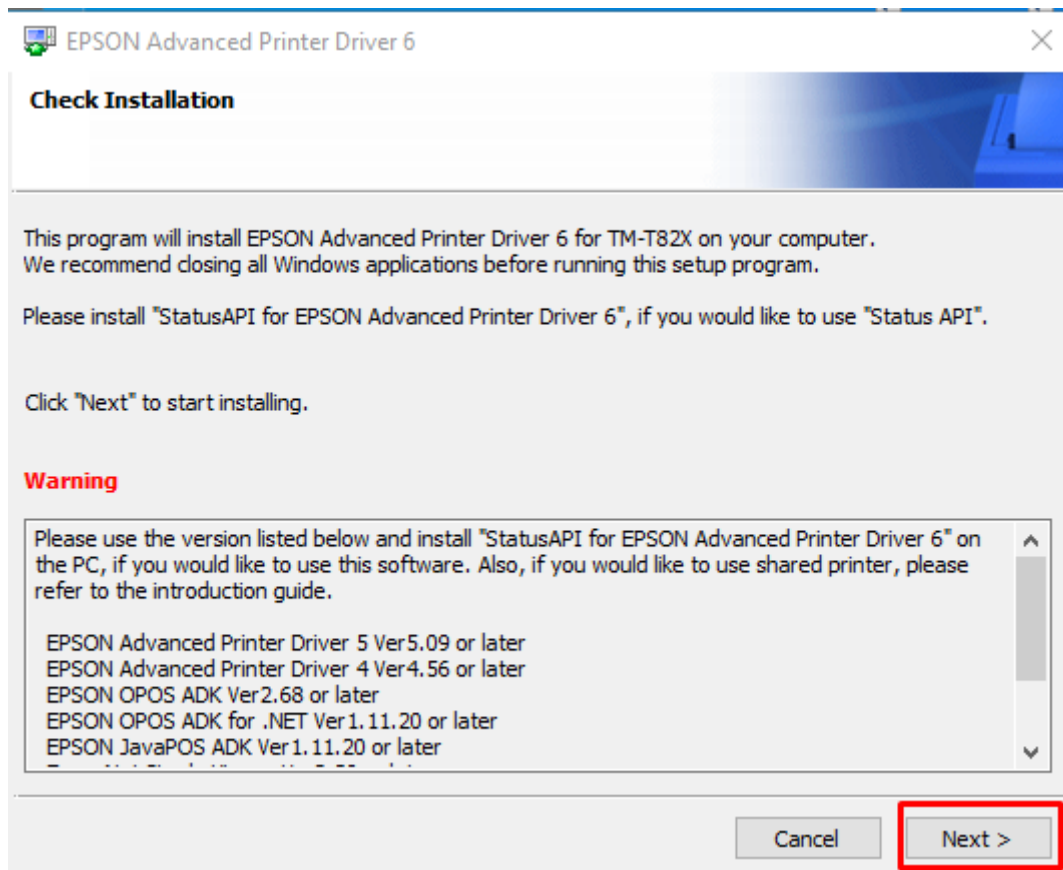 EPSON Advanced Printer Driver 6
Check Installation
This program will install EPSON Advanced Printer Driver 6 for TM-T82X on your computer.
We recommend closing all Windows applications before running this setup program.
Please install "StatusAPI for EPSON Advanced Printer Driver 6", if you would like to use "Status API".
Click "Next" to start installing.
Warning
Please use the version listed below and install "StatusAPI for EPSON Advanced Printer Driver 6" on
the PC, if you would like to use this software. Also, if you would like to use shared printer, please
refer to the introduction guide.
EPSON Advanced Printer Driver 5 Ver5.09 or later
EPSON Advanced Printer Driver 4 Ver4.56 or later
EPSON OPOS ADK Ver2.68 or later
EPSON OPOS ADK for .NET Ver1.11.20 or later
EPSON JavaPOS ADK Ver1.11.20 or later
Cancel
Next >